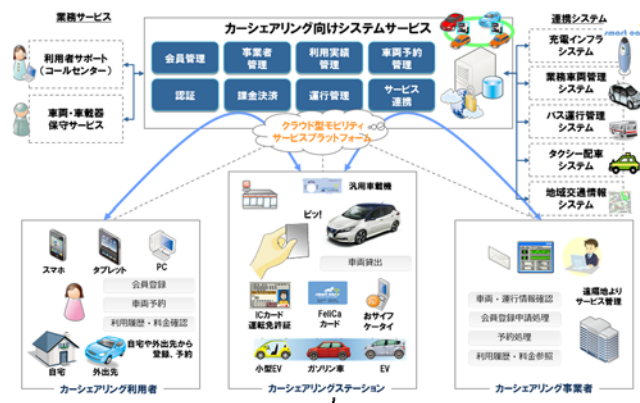 業務サービス
利用者サポート
(コールセンター)
車両・車載器
保守サービス
カーシェアリング向けシステムサービス
会員管理
事業者
管理
利用実績
管理
車両予約
管理
認証
課金決済
運行管理
サービス
連携
クラウド型モビリティ
サービスプラットフォーム
連携システム
充電インフラ
システム
smart oasis
業務車両管理
システム
バス運行管理
システム
タクシー配車
システム
地域交通情報
システム
スマホ
タブレット
PC
会員登録
車両予約
利用履歴・料金確認
自宅や外出先から
登録、予約
自宅
外出先
カーシェアリング利用者
汎用車載機
ピッ!
車両貸出
ICカード
運転免許証
FeliCa
カード
おサイフ
ケータイ
小型EV
ガソリン車
EV
カーシェアリングステーション
遠隔地より
サービス管理
車両・運行情報確認
会員登録申請処理
予約処理
利用履歴・料金参照
カーシェアリング事業者